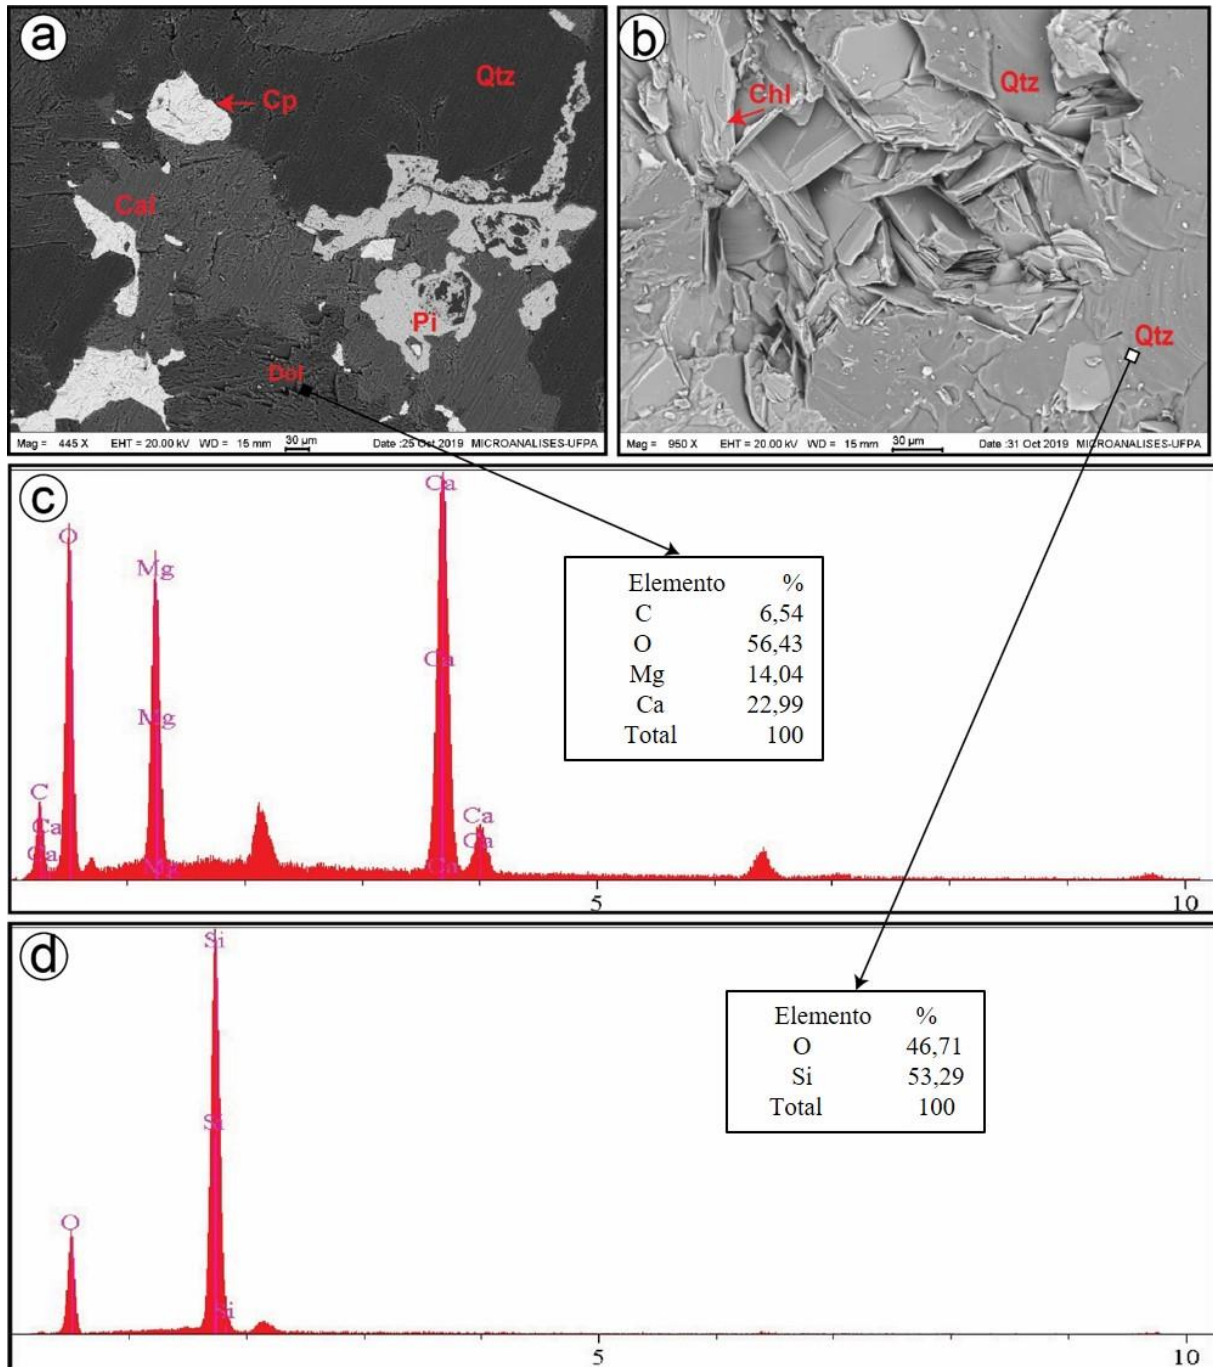 a
Qtz
Cp
Cal
Pi
Dol
Mag = 445 X EHT = 20.00 kV WD = 15 mm 30 µm Date :25 Oct 2019 MICROANALISES-UFPA
b
Qtz
Chl
Qtz
Mag = 950 X EHT = 20.00 kV WD = 15 mm 30 µm Date :31 Oct 2019 MICROANALISES-UFPA
c
Ca
O
Mg
Ca
Mg
C
Ca
Ca
Ca
Ca
Mg
Ca
Elemento %
C 6,54
O 56,43
Mg 14,04
Ca 22,99
Total 100
5 10
d
Si
Si
O
Si
Elemento %
O 46,71
Si 53,29
Total 100
5 10